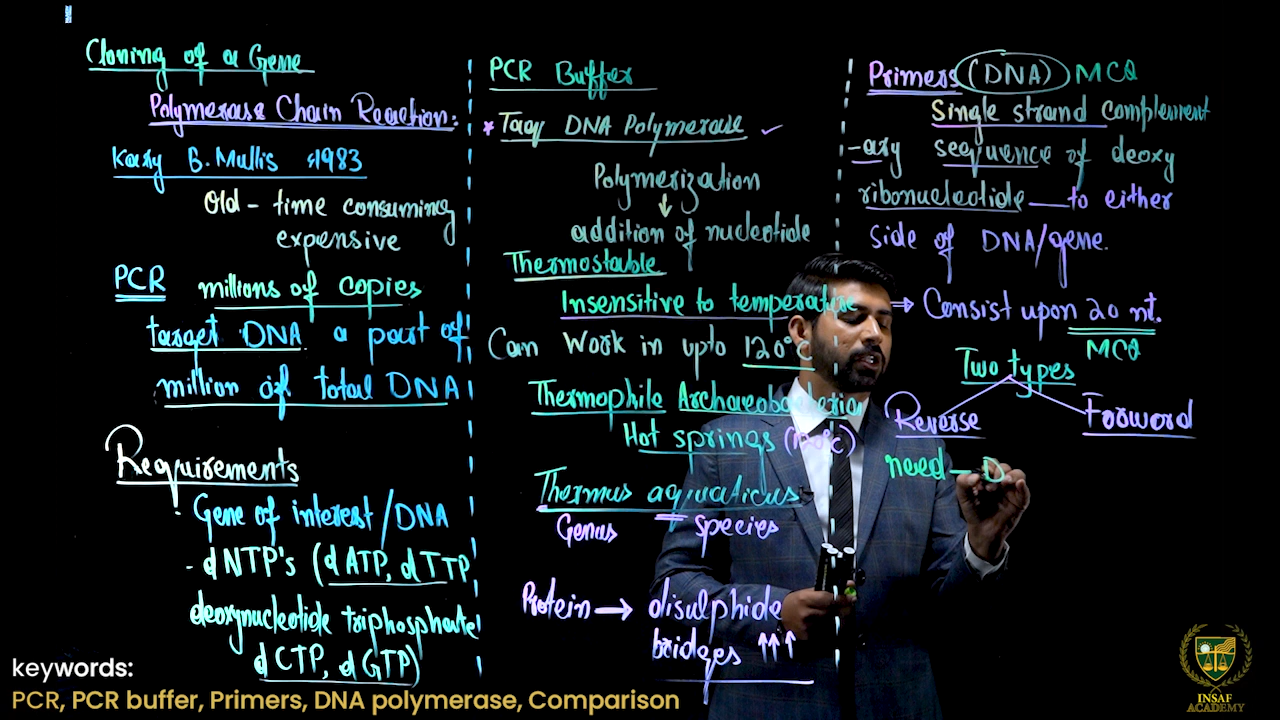 Cloning of a Gene
Polymerase Chain Reaction:
Kary B. Mullis 1983
Old - time consuming
expensive
PCR millions of copies
target DNA a part of
million of total DNA
Requirements
· Gene of interest/DNA
- dNTP's (dATP, dTTP
deoxynucleotide triphosphate
dCTP, dGTP)
PCR Buffer
* Taq DNA Polymerase ✓
Polymerization
↓
addition of nucleotide
Thermostable
Insensitive to temperature
Can Work in upto 120°C
Thermophile Archaeobacterian
Hot springs (120°C)
Thermus aquaticus
Genus species
Protein → disulphide
bridges ↑↑↑
Primers (DNA) MCQ
Single strand complement
-ary sequence of deoxy
ribonucleotide — to either
side of DNA/gene.
⇒ Consist upon 20 nt.
MCQ
Two types
Reverse Forword
need - D
keywords:
PCR, PCR buffer, Primers, DNA polymerase, Comparison
INSAF
ACADEMY